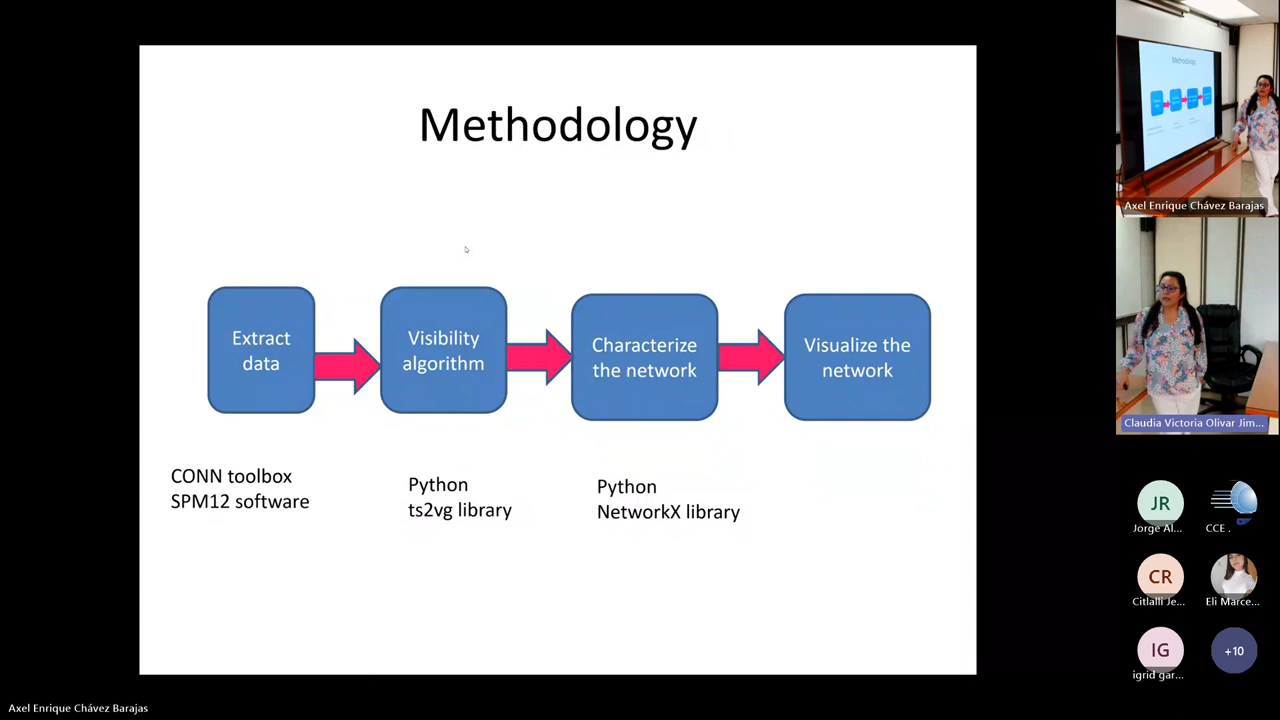 Methodology
Extract
data
Visibility
algorithm
Characterize
the network
Visualize the
network
CONN toolbox
SPM12 software
Python
ts2vg library
Python
NetworkX library
Methodology
Axel Enrique Chávez Barajas
Claudia Victoria Olivar Jim...
JR
Jorge Al...
CCE .
CR
Citlalli Je...
Eli Marce...
IG
igrid gar...
+10
Axel Enrique Chávez Barajas